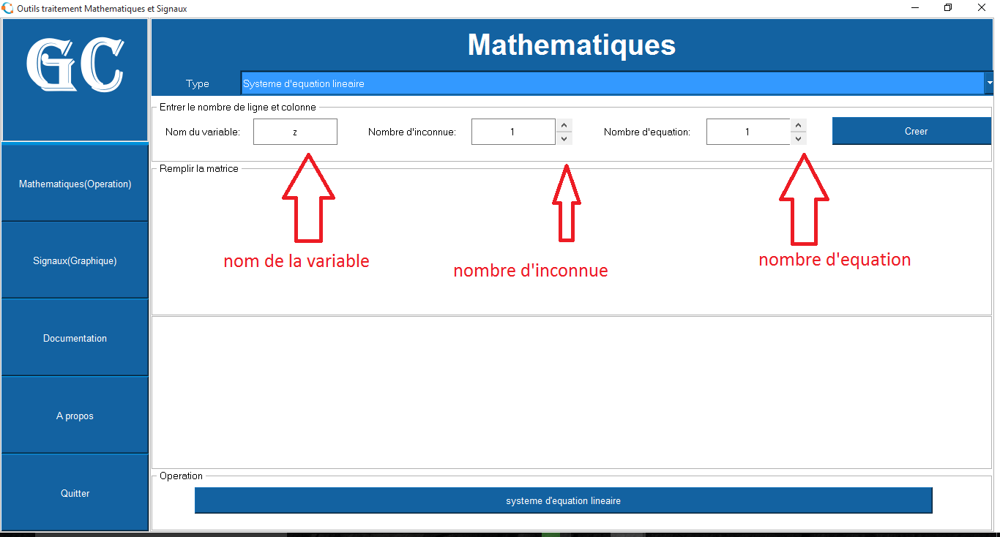 Outils traitement Mathematiques et Signaux
GC
Mathematiques
Type
Systeme d'equation lineaire
Entrer le nombre de ligne et colonne
Nom du variable: z Nombre d'inconnue: 1 Nombre d'equation: 1 Creer
Remplir la matrice
nom de la variable
nombre d'inconnue
nombre d'equation
Mathematiques(Operation)
Signaux(Graphique)
Documentation
A propos
Quitter
Operation
systeme d'equation lineaire